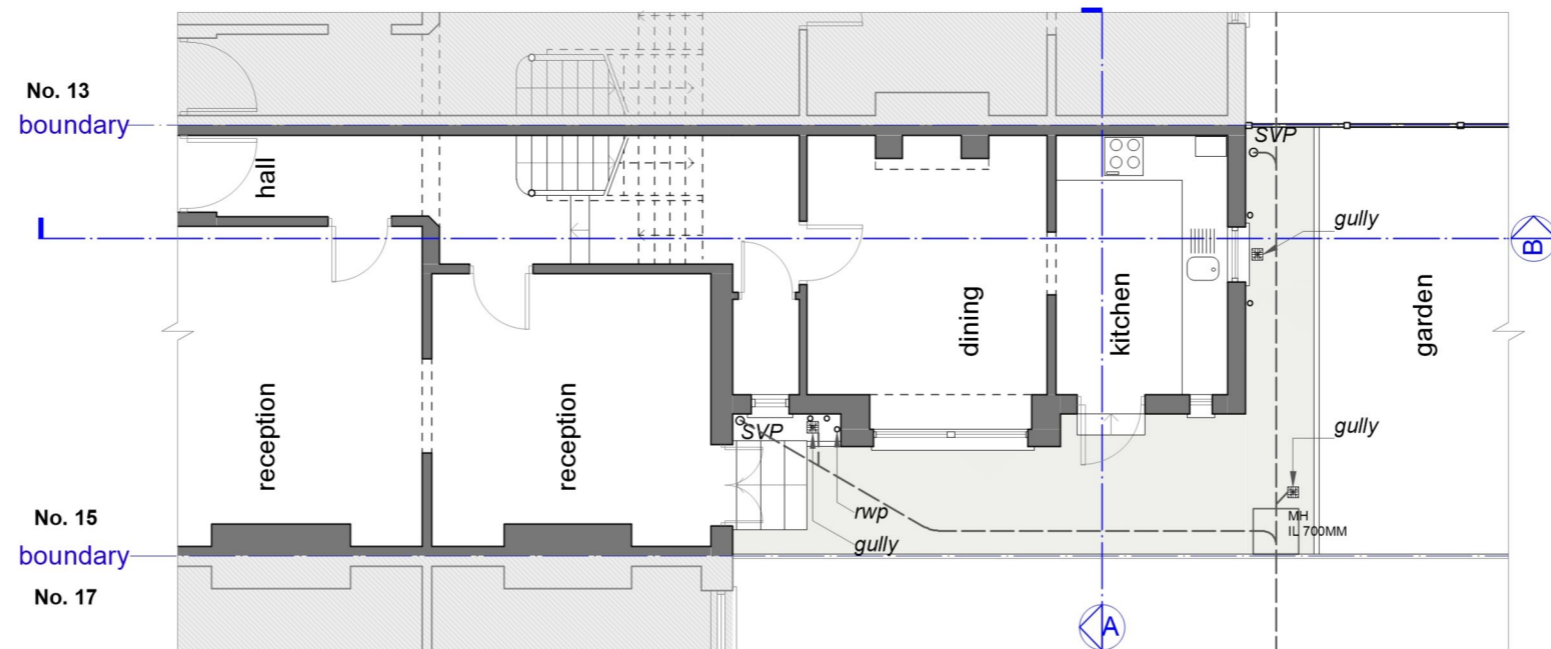 No. 13
boundary
hall
SVP
gully
B
reception
reception
dining
kitchen
garden
SVP
gully
rwp
gully
MH
IL 700MM
No. 15
boundary
No. 17
A